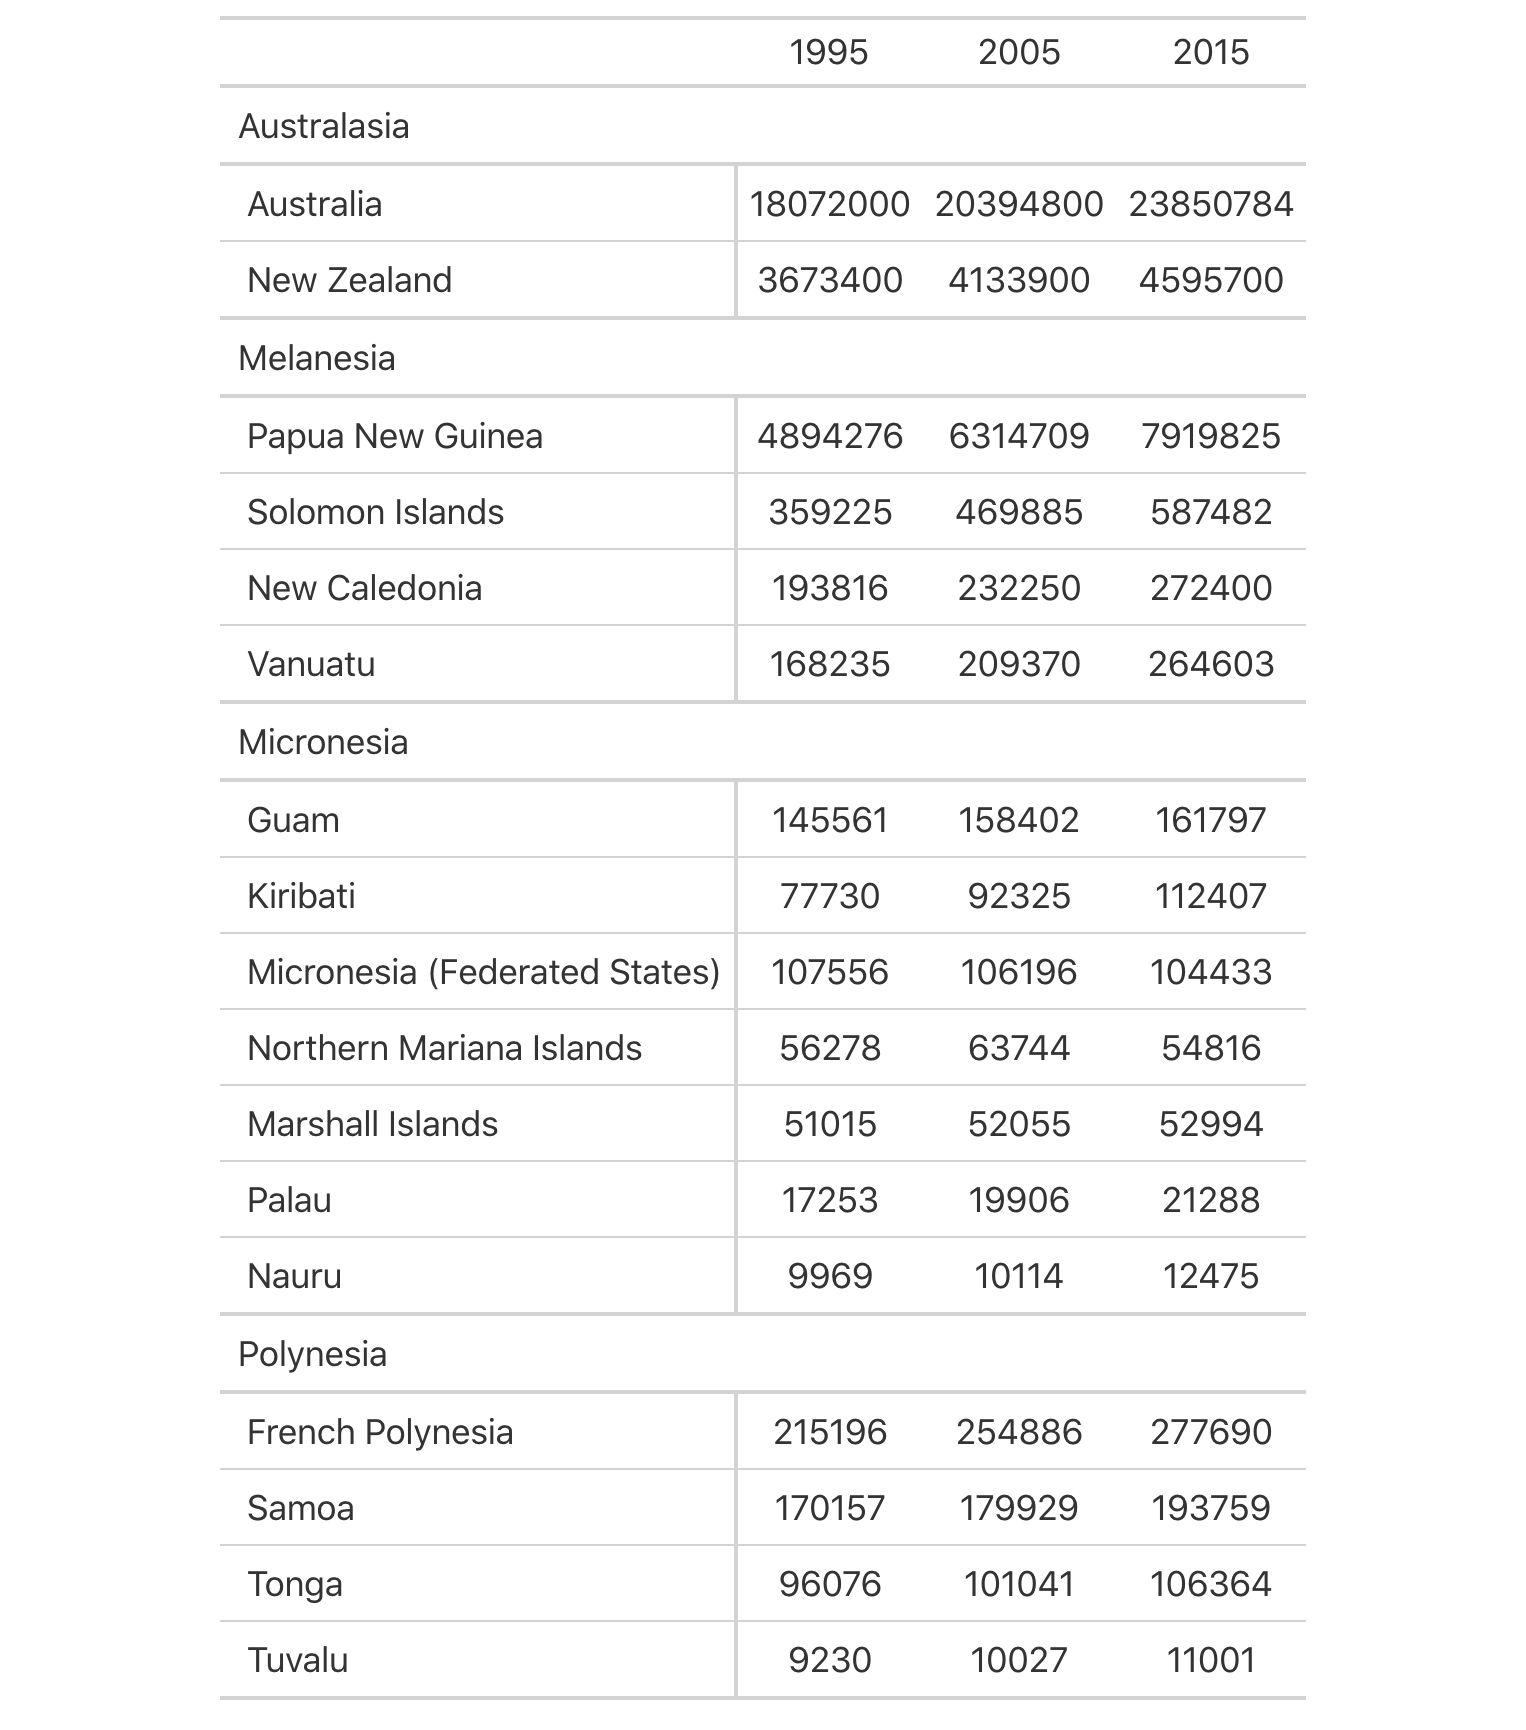 1995 2005 2015
Australasia
Australia 18072000 20394800 23850784
New Zealand 3673400 4133900 4595700
Melanesia
Papua New Guinea 4894276 6314709 7919825
Solomon Islands 359225 469885 587482
New Caledonia 193816 232250 272400
Vanuatu 168235 209370 264603
Micronesia
Guam 145561 158402 161797
Kiribati 77730 92325 112407
Micronesia (Federated States) 107556 106196 104433
Northern Mariana Islands 56278 63744 54816
Marshall Islands 51015 52055 52994
Palau 17253 19906 21288
Nauru 9969 10114 12475
Polynesia
French Polynesia 215196 254886 277690
Samoa 170157 179929 193759
Tonga 96076 101041 106364
Tuvalu 9230 10027 11001